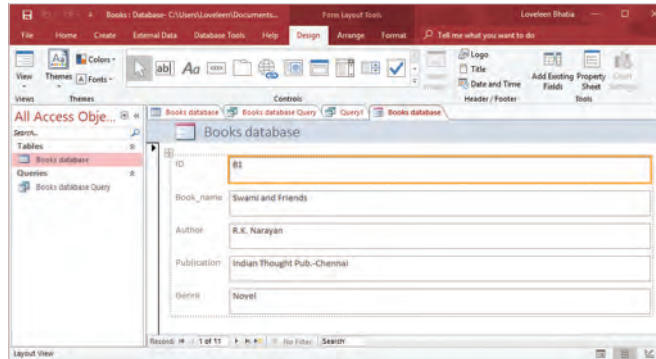 Books : Database- C:\Users\Loveleen\Documents... Form Layout Tools Loveleen Bhatia
File Home Create External Data Database Tools Help Design Arrange Format Tell me what you want to do
View Themes Colors Fonts Logo Title Date and Time Add Existing Fields Property Sheet
Views Themes Controls Header / Footer Tools
All Access Obje...
Search...
Tables
Books database
Queries
Books database Query
Books database Books database Query Query1 Books database
Books database
ID B1
Book_name Swami and Friends
Author R.K. Narayan
Publication Indian Thought Pub.-Chennai
Genre Novel
Record: 1 of 11 No Filter Search
Layout View